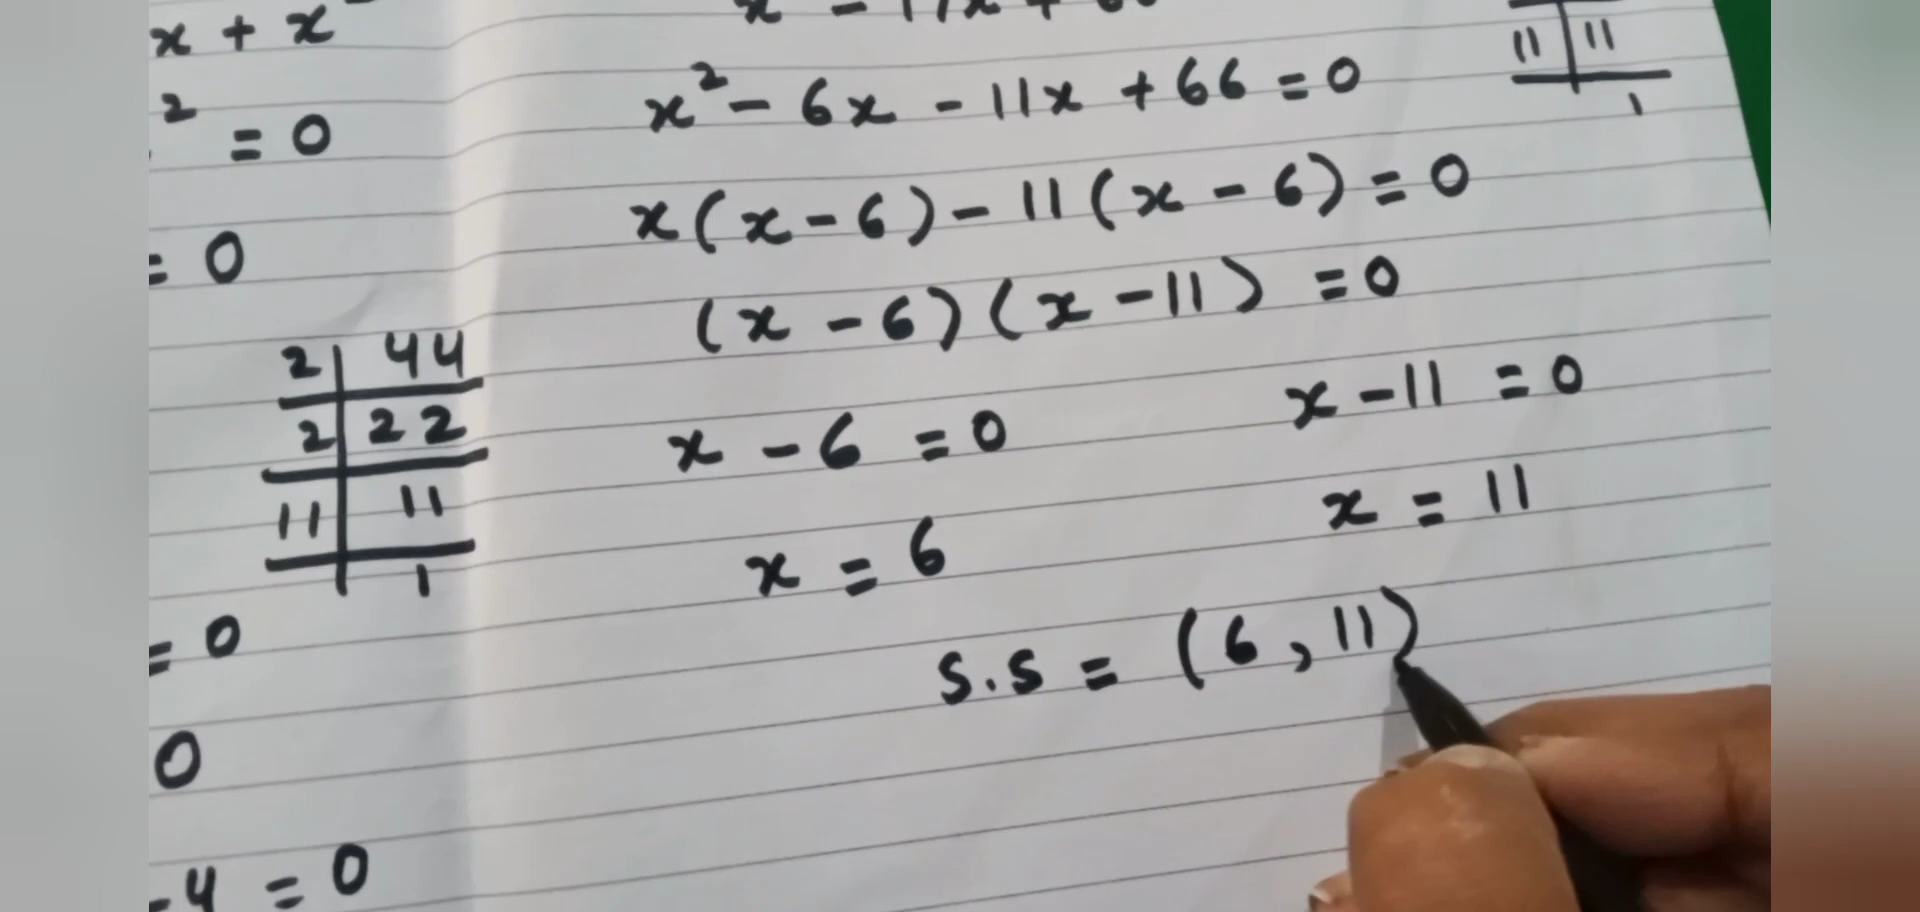 x + x
2 = 0
= 0
2 | 44
2 | 22
11 | 11
1
= 0
0
-4 = 0
x² - 6x - 11x + 66 = 0
x(x - 6) - 11(x - 6) = 0
(x - 6)(x - 11) = 0
x - 6 = 0
x = 6
x - 11 = 0
x = 11
S.S = (6, 11)
11 | 11
1